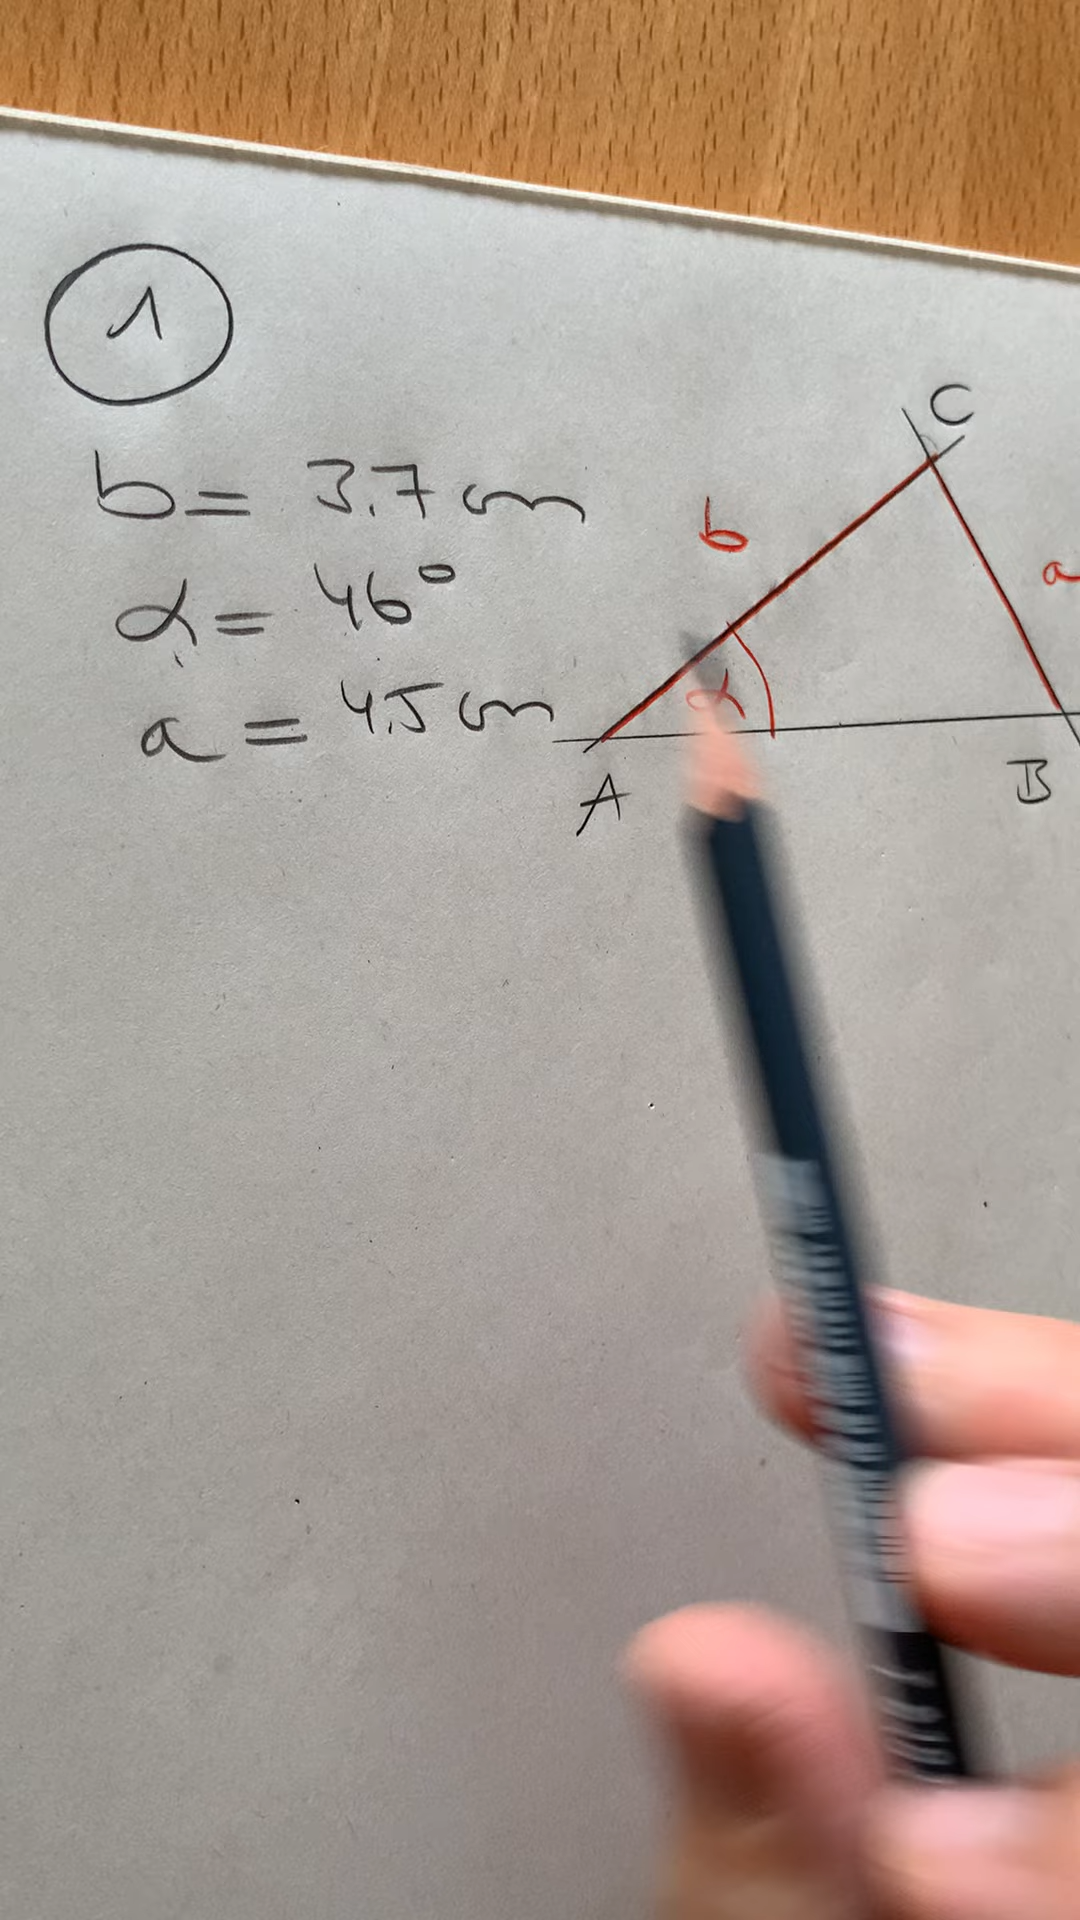 1
b = 3.7 cm
α = 46°
a = 4.5 cm
C
b
a
α
A
B